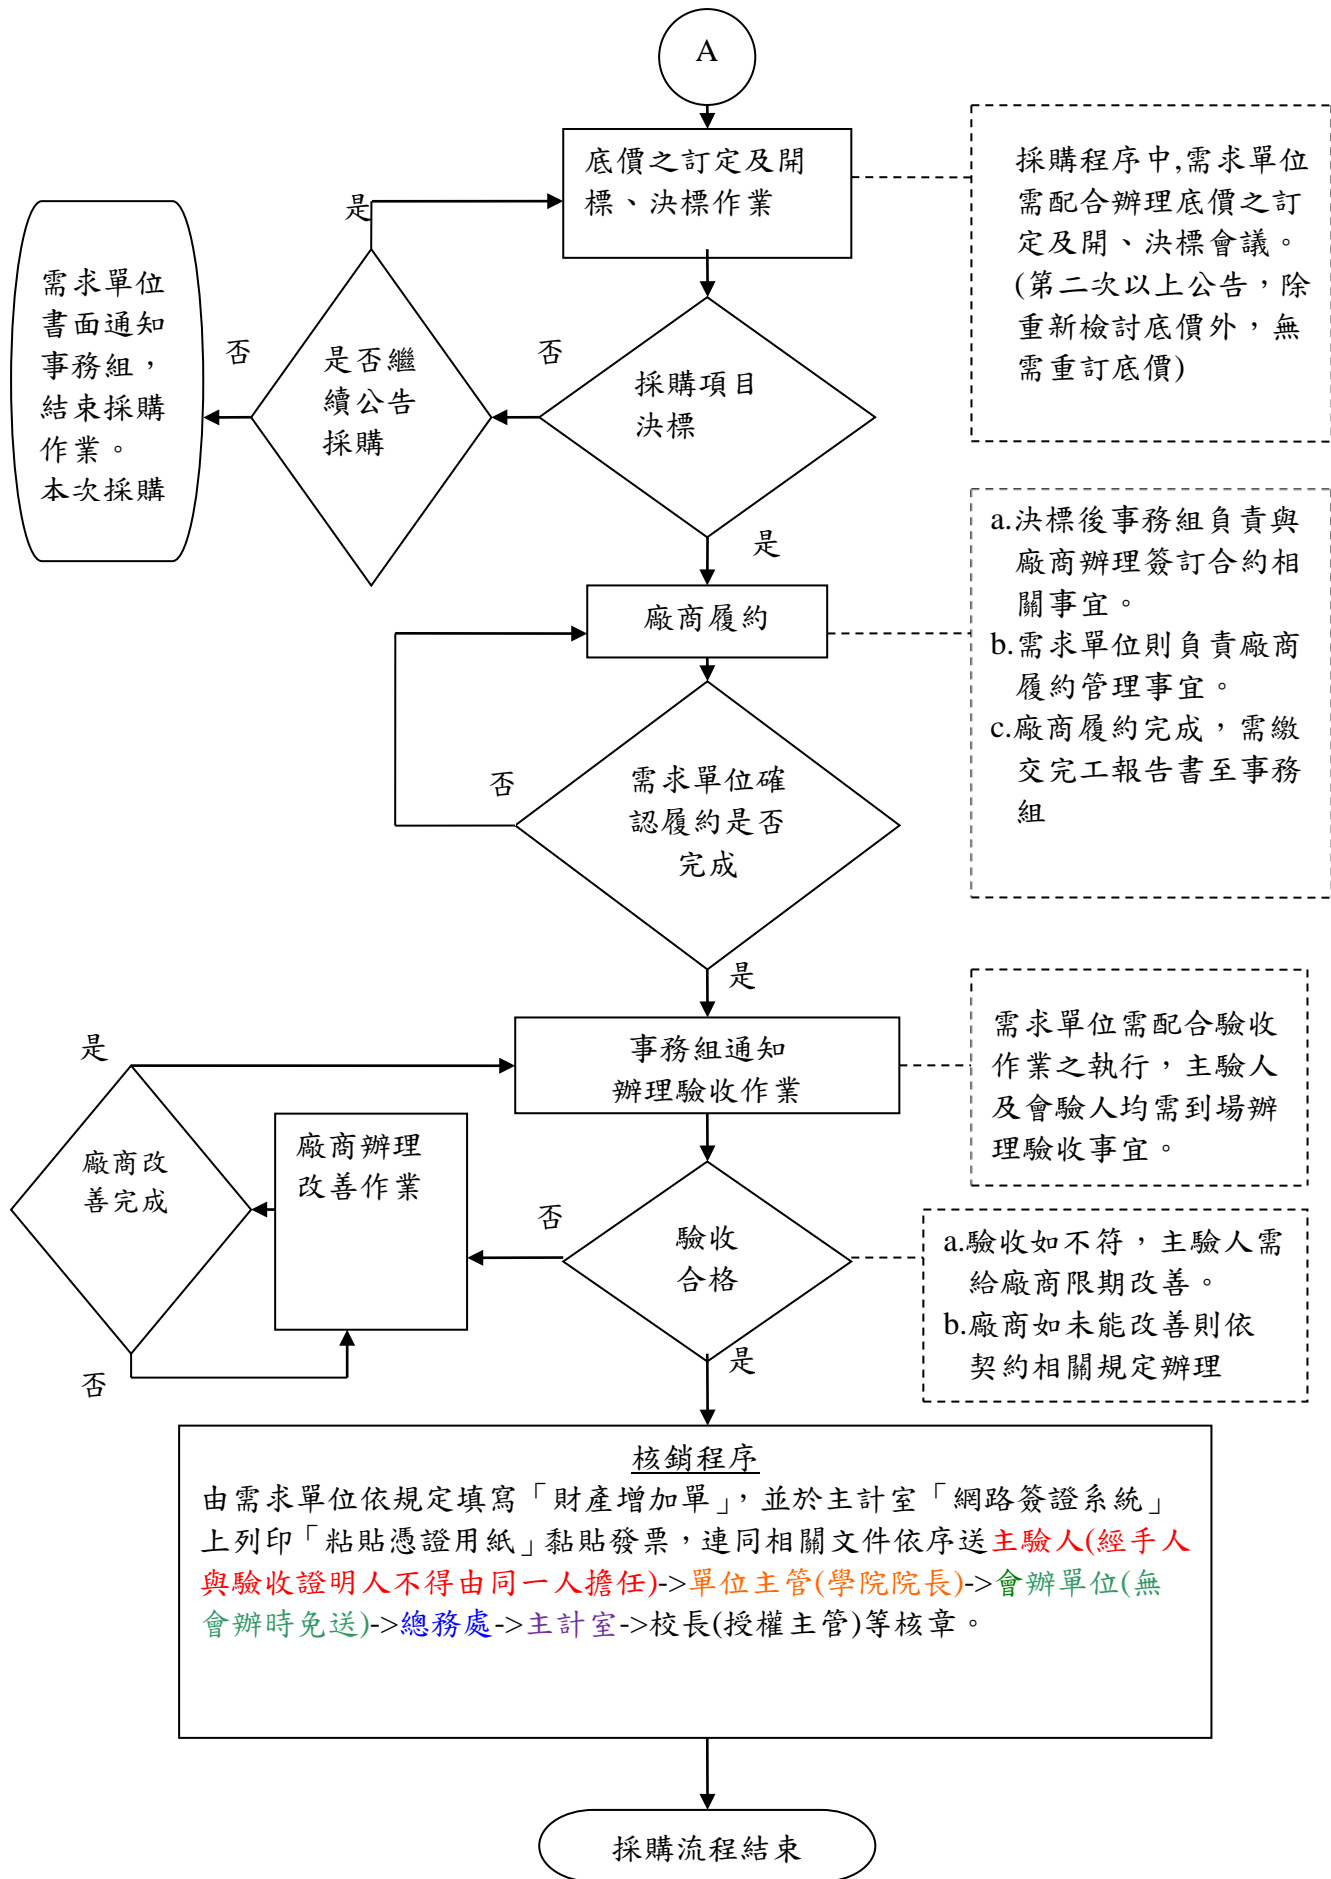 A
底價之訂定及開
標、決標作業
採購程序中,需求單位
需配合辦理底價之訂
定及開、決標會議。
(第二次以上公告，除
重新檢討底價外，無
需重訂底價)
是
需求單位
書面通知
事務組，
結束採購
作業。
本次採購
否
是否繼
續公告
採購
否
採購項目
決標
是
a.決標後事務組負責與
廠商辦理簽訂合約相
關事宜。
b.需求單位則負責廠商
履約管理事宜。
c.廠商履約完成，需繳
交完工報告書至事務
組
廠商履約
否
需求單位確
認履約是否
完成
是
事務組通知
辦理驗收作業
需求單位需配合驗收
作業之執行，主驗人
及會驗人均需到場辦
理驗收事宜。
是
廠商改
善完成
廠商辦理
改善作業
否
驗收
合格
a.驗收如不符，主驗人需
給廠商限期改善。
b.廠商如未能改善則依
契約相關規定辦理
否
是
核銷程序
由需求單位依規定填寫「財產增加單」，並於主計室「網路簽證系統」
上列印「粘貼憑證用紙」黏貼發票，連同相關文件依序送主驗人(經手人
與驗收證明人不得由同一人擔任)->單位主管(學院院長)->會辦單位(無
會辦時免送)->總務處->主計室->校長(授權主管)等核章。
採購流程結束